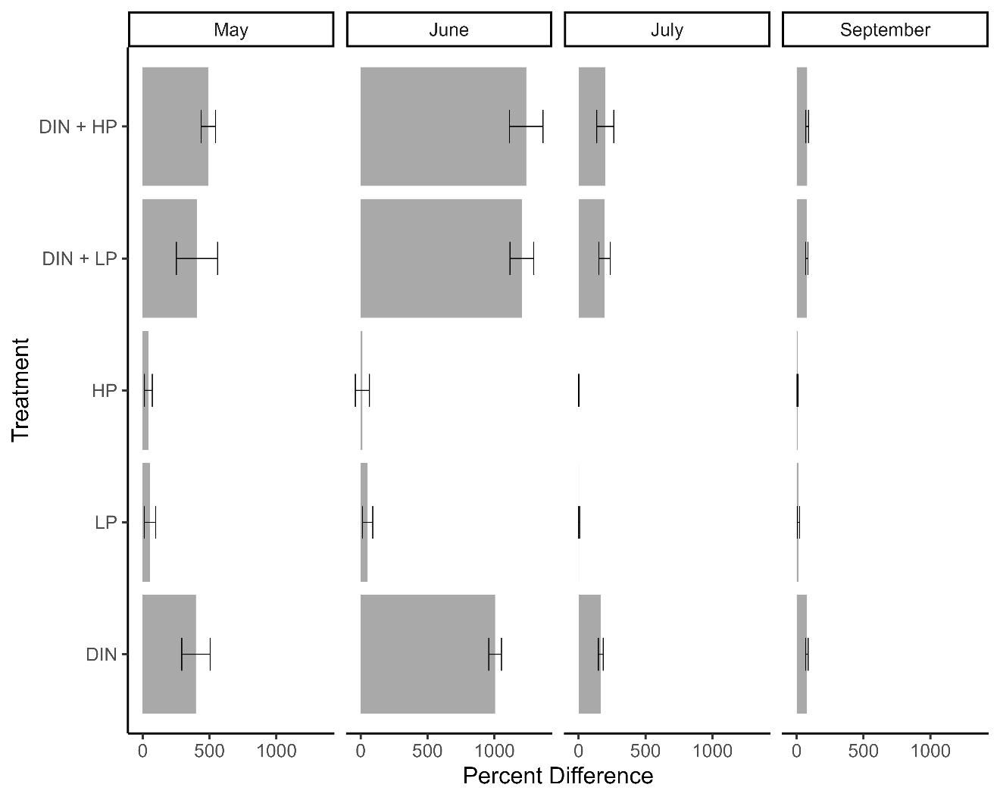 May June July September
DIN + HP
DIN + LP
HP
LP
DIN
Treatment
0 500 1000 0 500 1000 0 500 1000 0 500 1000
Percent Difference